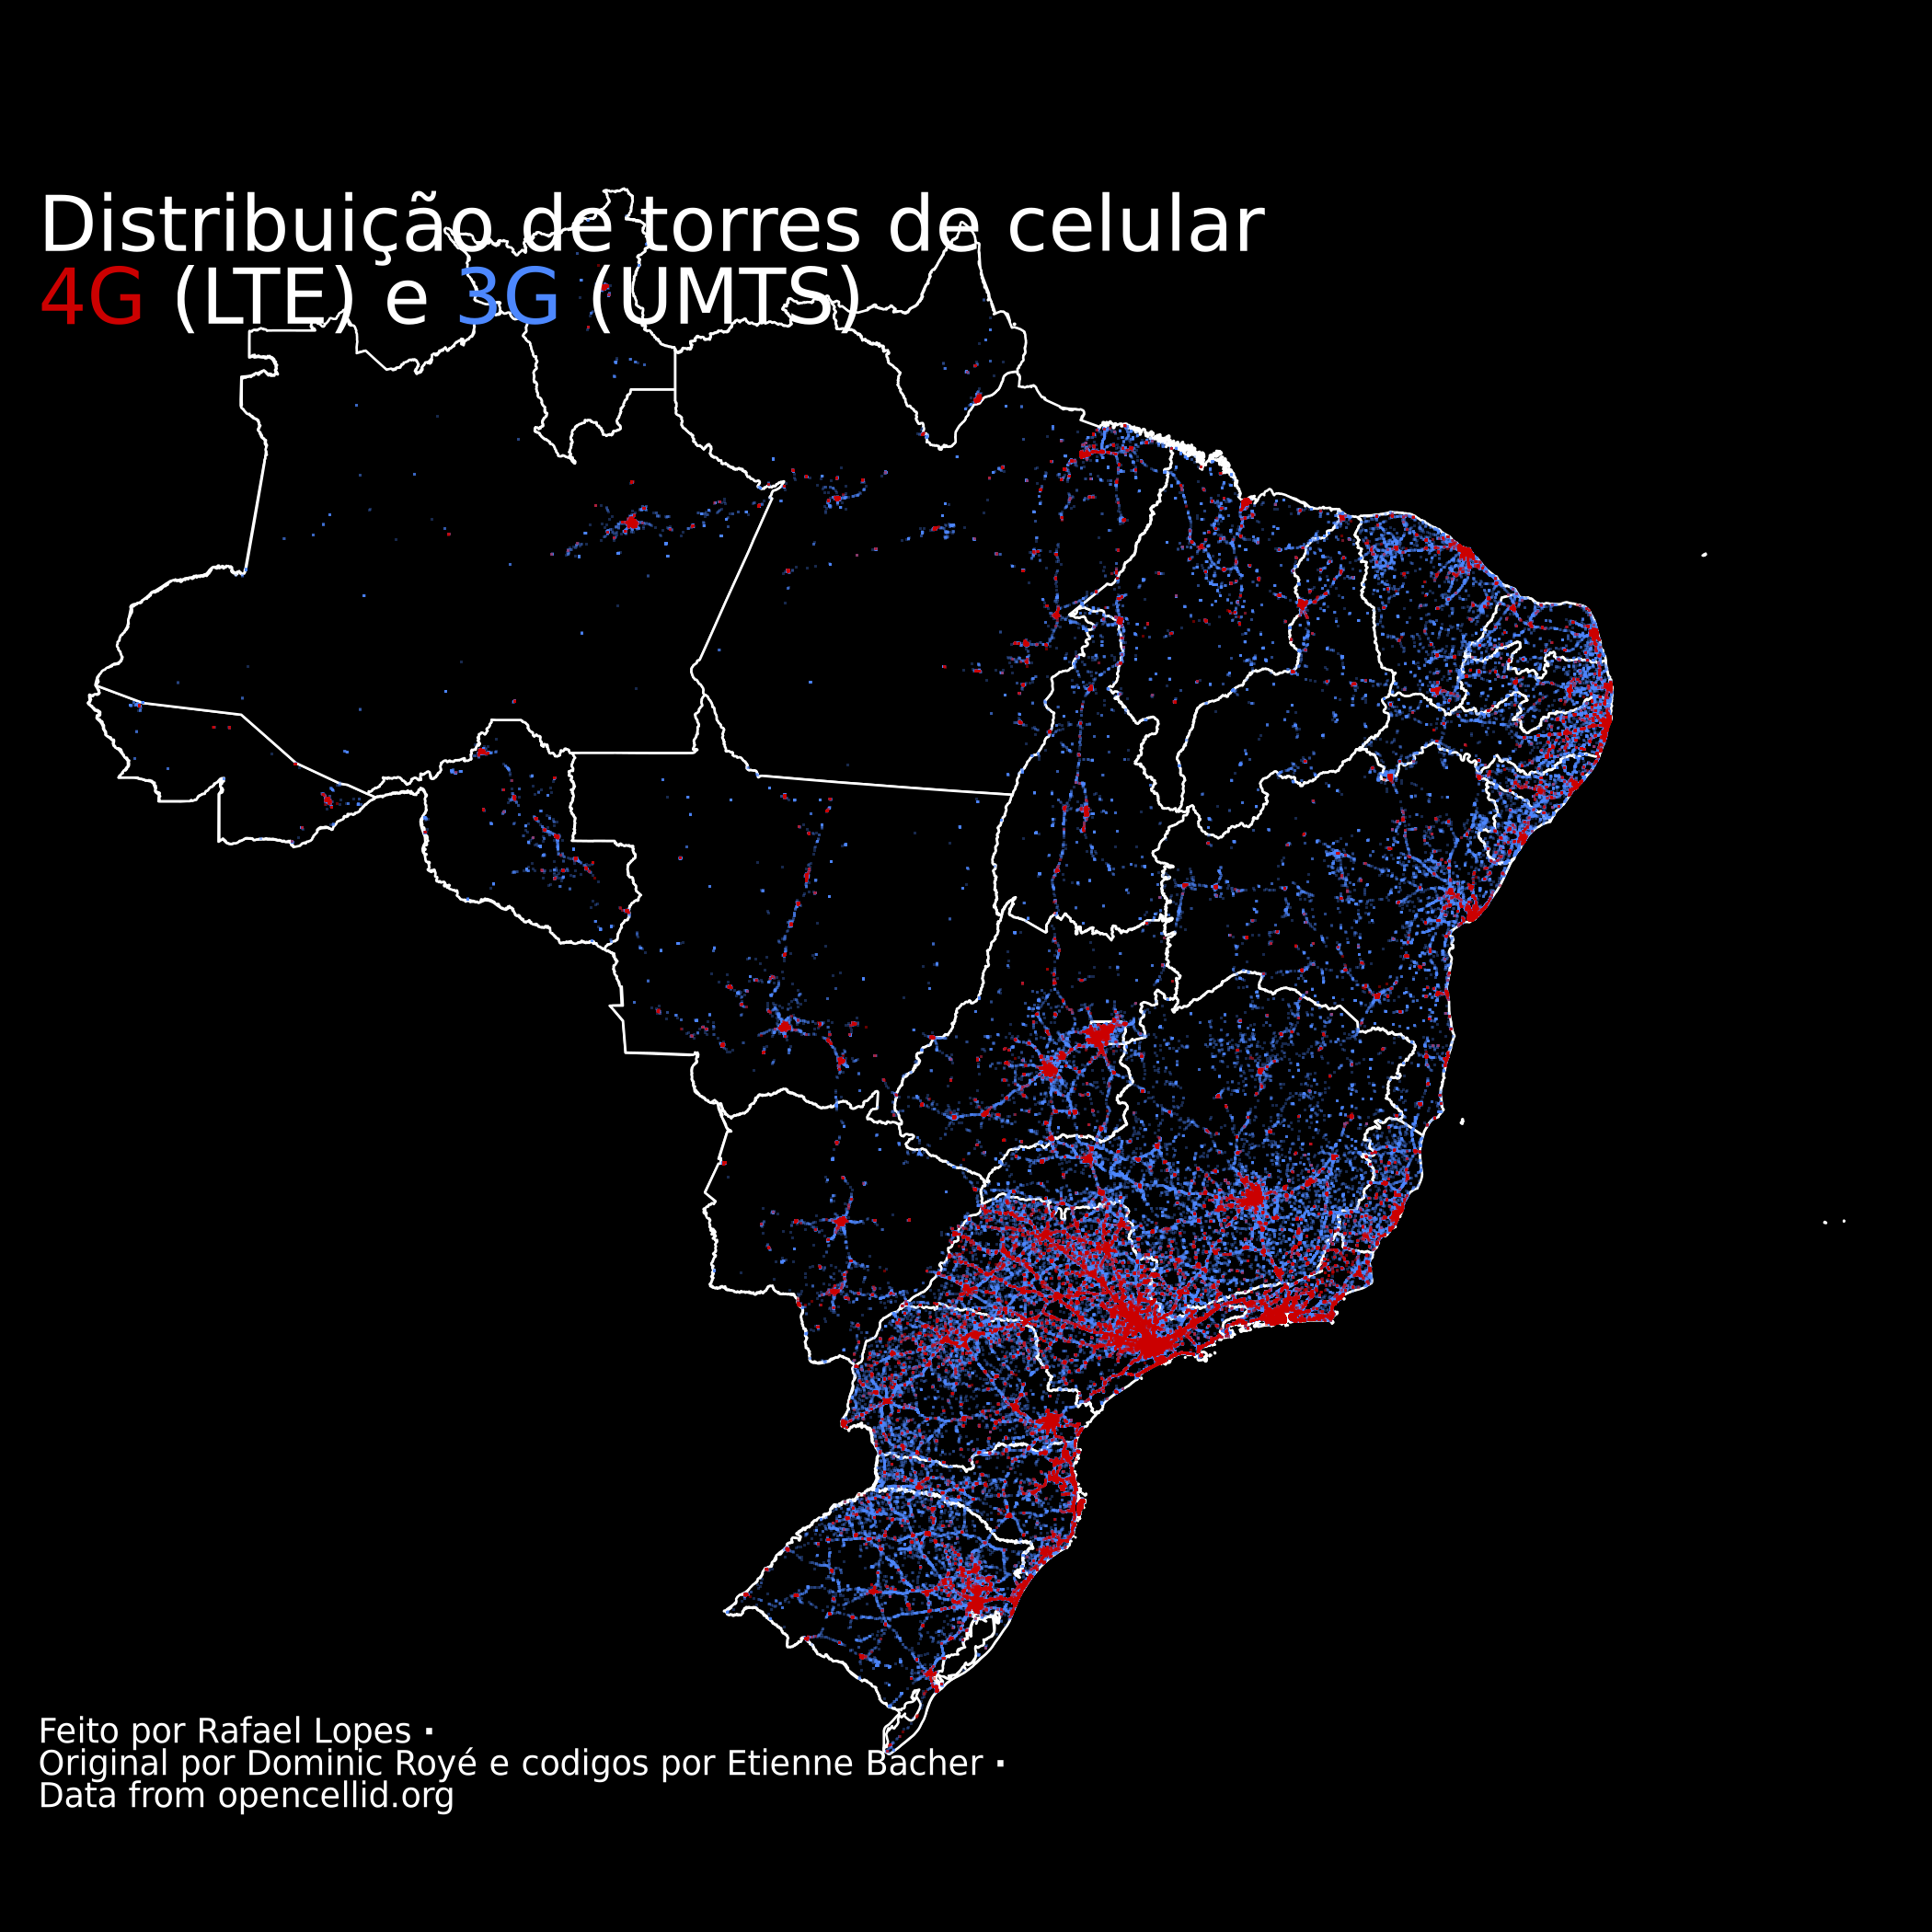 Distribuição de torres de celular
4G (LTE) e 3G (UMTS)
Feito por Rafael Lopes ·
Original por Dominic Royé e codigos por Etienne Bacher ·
Data from opencellid.org